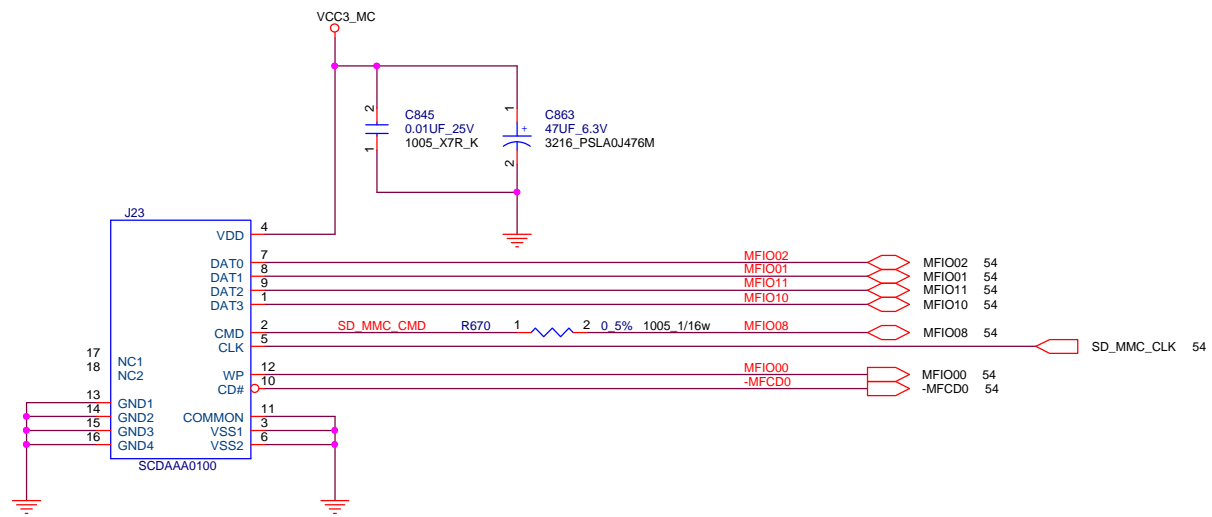 VCC3_MC
2
C845
0.01UF_25V
1005_X7R_K
1
1
C863
+
47UF_6.3V
3216_PSLA0J476M
2
J23
VDD 4
DAT0 7 MFIO02 MFIO02 54
DAT1 8 MFIO01 MFIO01 54
DAT2 9 MFIO11 MFIO11 54
DAT3 1 MFIO10 MFIO10 54
CMD 2 SD_MMC_CMD R670 1 2 0_5% 1005_1/16w MFIO08 MFIO08 54
CLK 5 SD_MMC_CLK 54
17 NC1
18 NC2
WP 12 MFIO00 MFIO00 54
CD# 10 -MFCD0 -MFCD0 54
13 GND1
14 GND2 COMMON 11
15 GND3 VSS1 3
16 GND4 VSS2 6
SCDAAA0100